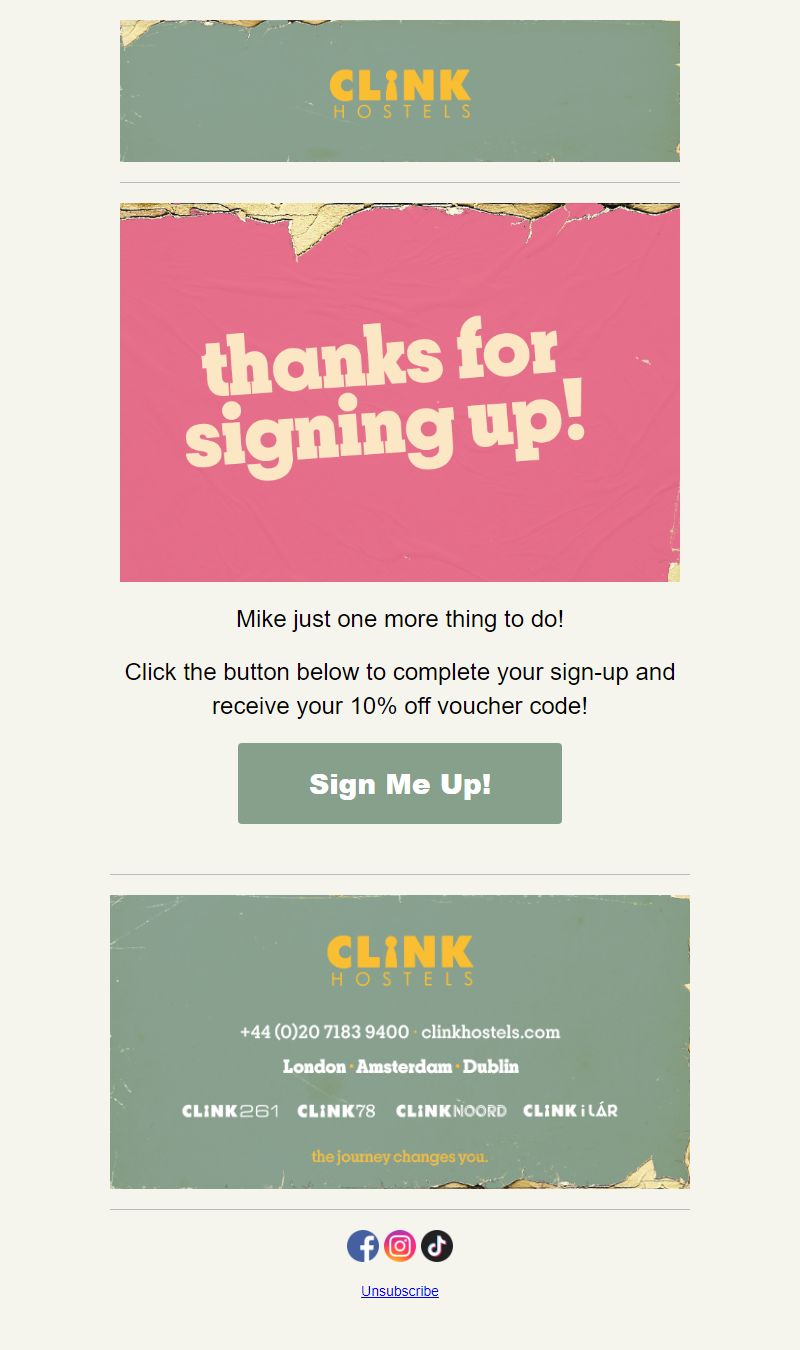 CLiNK
HOSTELS
thanks for
signing up!
Mike just one more thing to do!
Click the button below to complete your sign-up and
receive your 10% off voucher code!
Sign Me Up!
CLiNK
HOSTELS
+44 (0)20 7183 9400 · clinkhostels.com
London · Amsterdam · Dublin
CLiNK261 CLiNK78 CLiNKNOORD CLiNK i LÁR
the journey changes you.
Unsubscribe